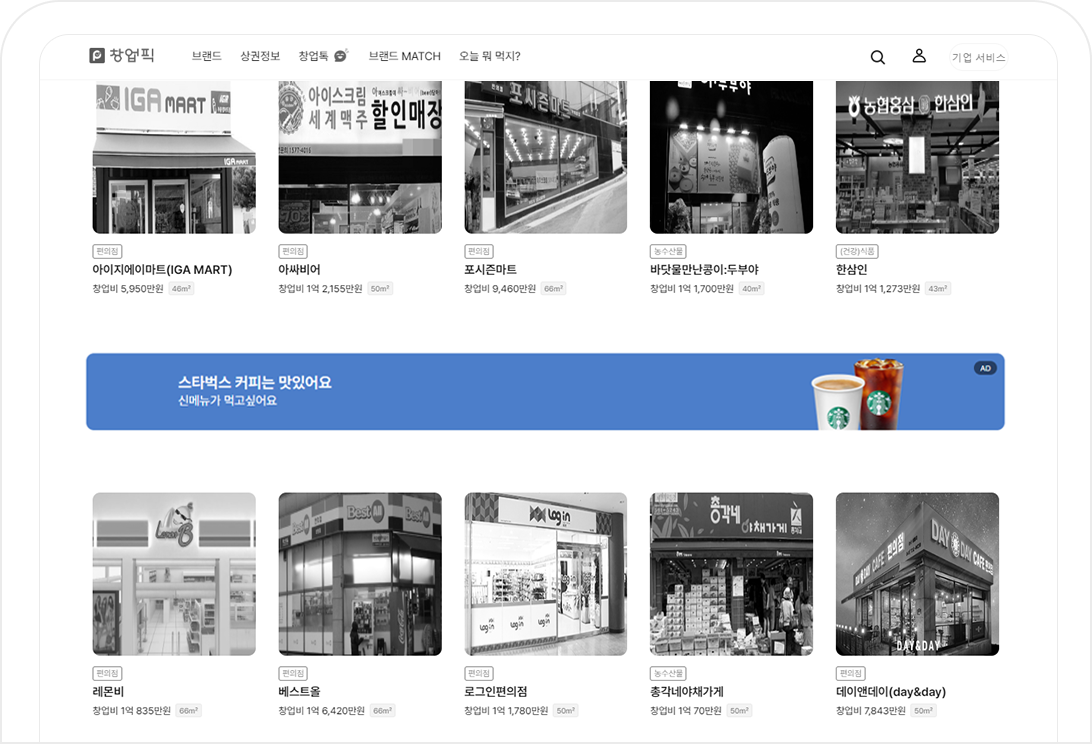 창업픽 브랜드 상권정보 창업톡 브랜드 MATCH 오늘 뭐 먹지? 기업 서비스
IGA MART
IGA MART
아이스크림
세계맥주 할인매장
포시즌마트
두부야
농협홍삼 한삼인
편의점
아이지에이마트(IGA MART)
창업비 5,950만원 46m²
편의점
아싸비어
창업비 1억 2,155만원 50m²
편의점
포시즌마트
창업비 9,460만원 66m²
농수산물
바닷물만난콩이:두부야
창업비 1억 1,700만원 40m²
(건강)식품
한삼인
창업비 1억 1,273만원 43m²
스타벅스 커피는 맛있어요
신메뉴가 먹고싶어요
AD
Best All
Log in
Log in
Log in
Log in
총각네
야채가게
DAY DAY CAFE 편의점
DAY DAY CAFE
DAY&DAY
편의점
레몬비
창업비 1억 835만원 66m²
편의점
베스트올
창업비 1억 6,420만원 66m²
편의점
로그인편의점
창업비 1억 1,780만원 50m²
농수산물
총각네야채가게
창업비 1억 70만원 50m²
편의점
데이앤데이(day&day)
창업비 7,843만원 50m²